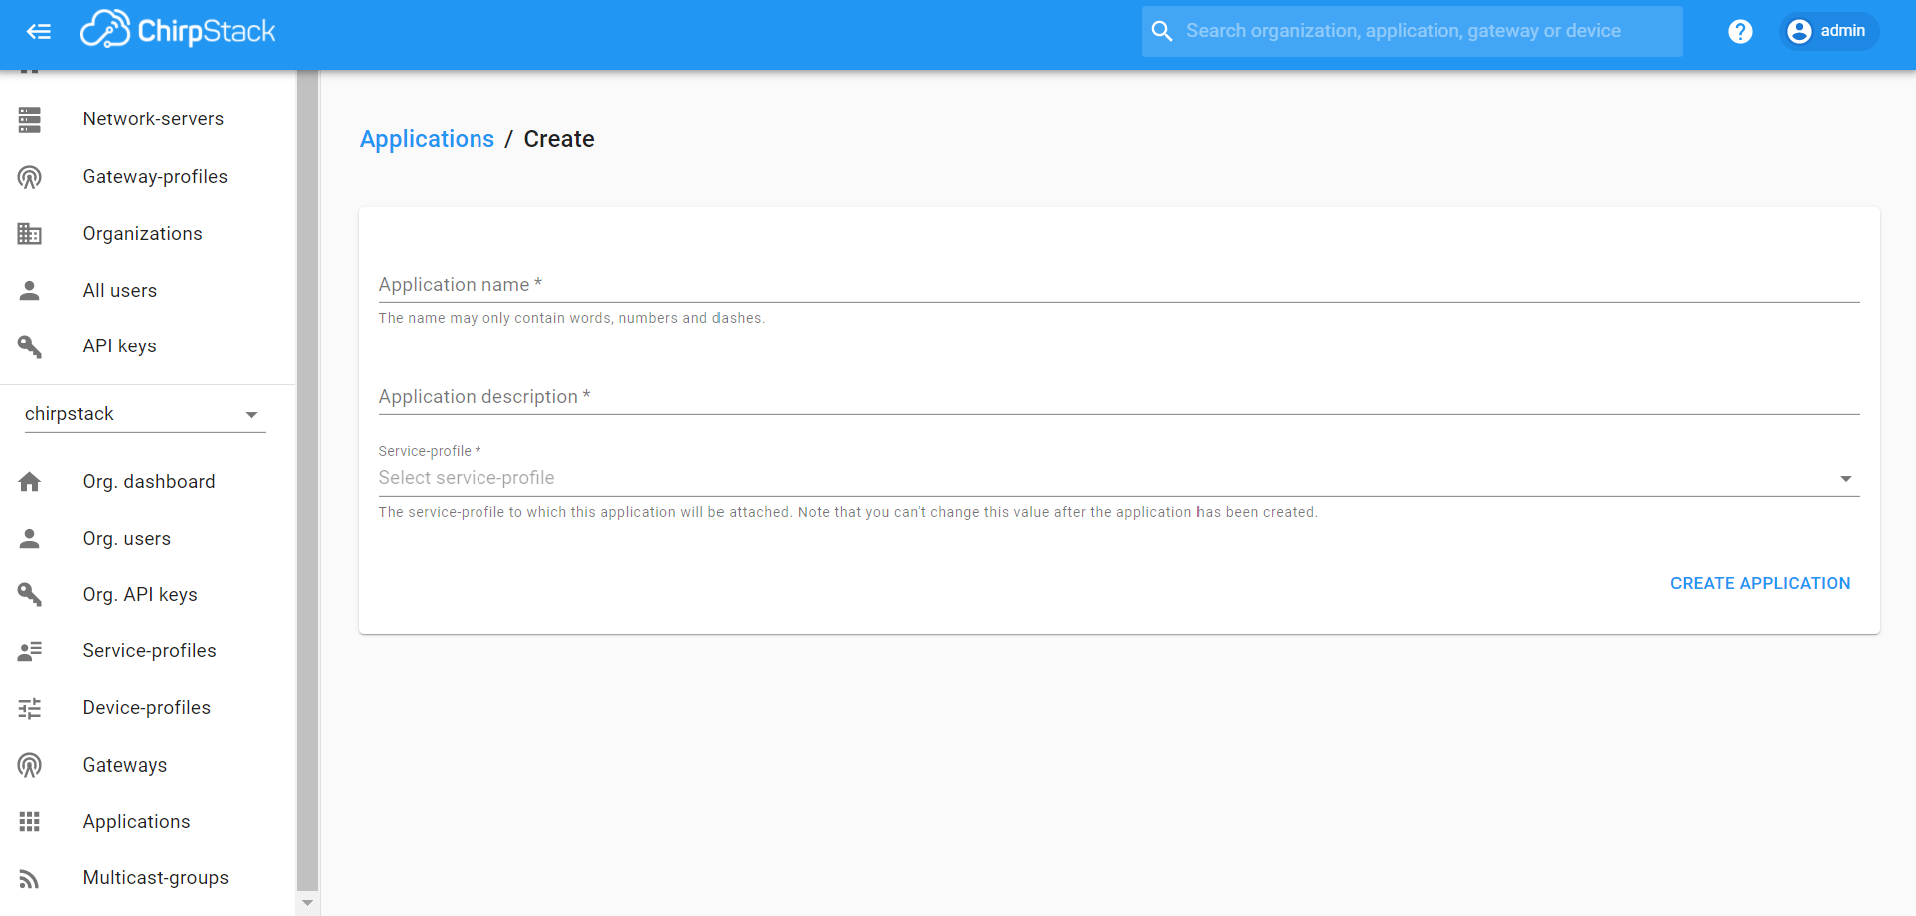 ChirpStack
Search organization, application, gateway or device
? admin
Network-servers
Gateway-profiles
Organizations
All users
API keys
chirpstack
Org. dashboard
Org. users
Org. API keys
Service-profiles
Device-profiles
Gateways
Applications
Multicast-groups
Applications / Create
Application name *
The name may only contain words, numbers and dashes.
Application description *
Service-profile *
Select service-profile
The service-profile to which this application will be attached. Note that you can't change this value after the application has been created.
CREATE APPLICATION